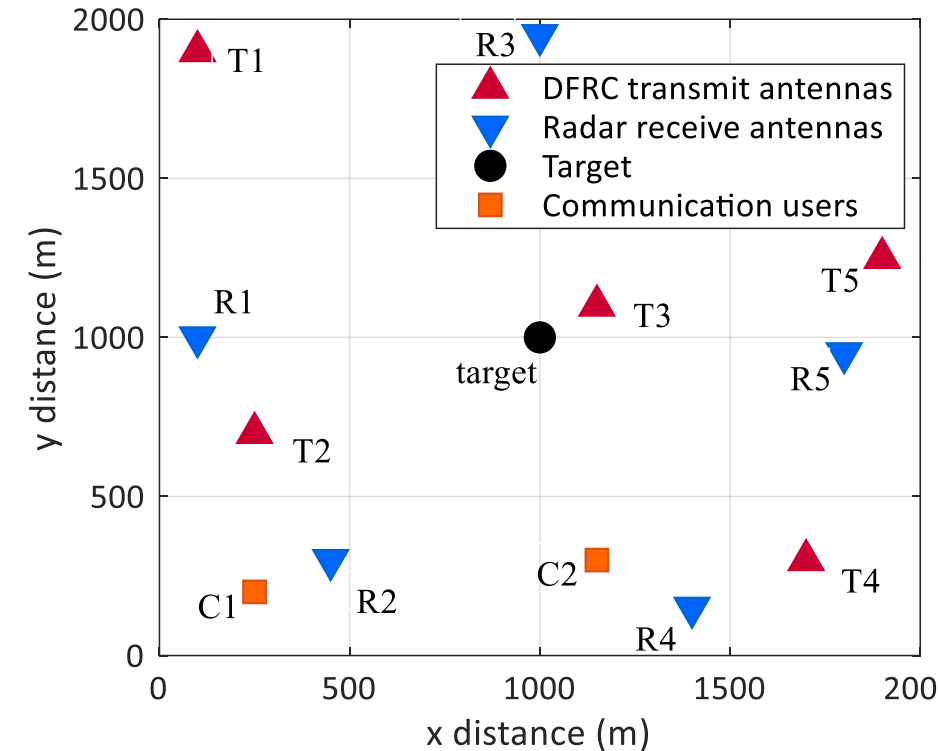 2000
T1
R3
DFRC transmit antennas
Radar receive antennas
Target
Communication users
1500
T5
R1
T3
1000
target
R5
T2
500
C1
R2
C2
T4
R4
0
0
500
1000
1500
200
x distance (m)
y distance (m)